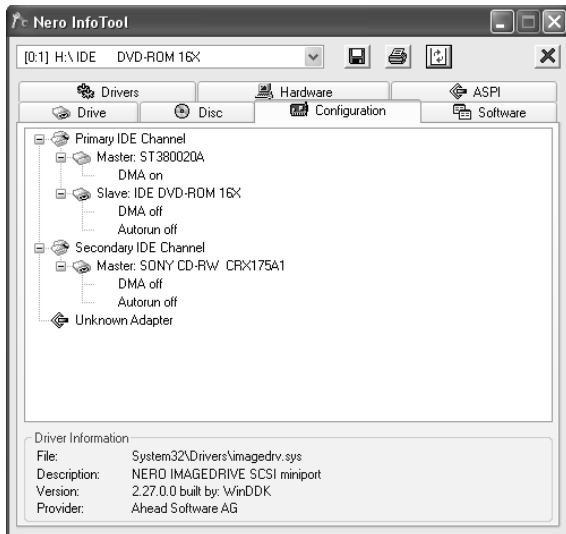 Nero InfoTool
[0:1] H:\ IDE DVD-ROM 16X
Drivers Hardware ASPI
Drive Disc Configuration Software
Primary IDE Channel
Master: ST380020A
DMA on
Slave: IDE DVD-ROM 16X
DMA off
Autorun off
Secondary IDE Channel
Master: SONY CD-RW CRX175A1
DMA off
Autorun off
Unknown Adapter
Driver Information
File: System32\Drivers\imagedrv.sys
Description: NERO IMAGEDRIVE SCSI miniport
Version: 2.27.0.0 built by: WinDDK
Provider: Ahead Software AG